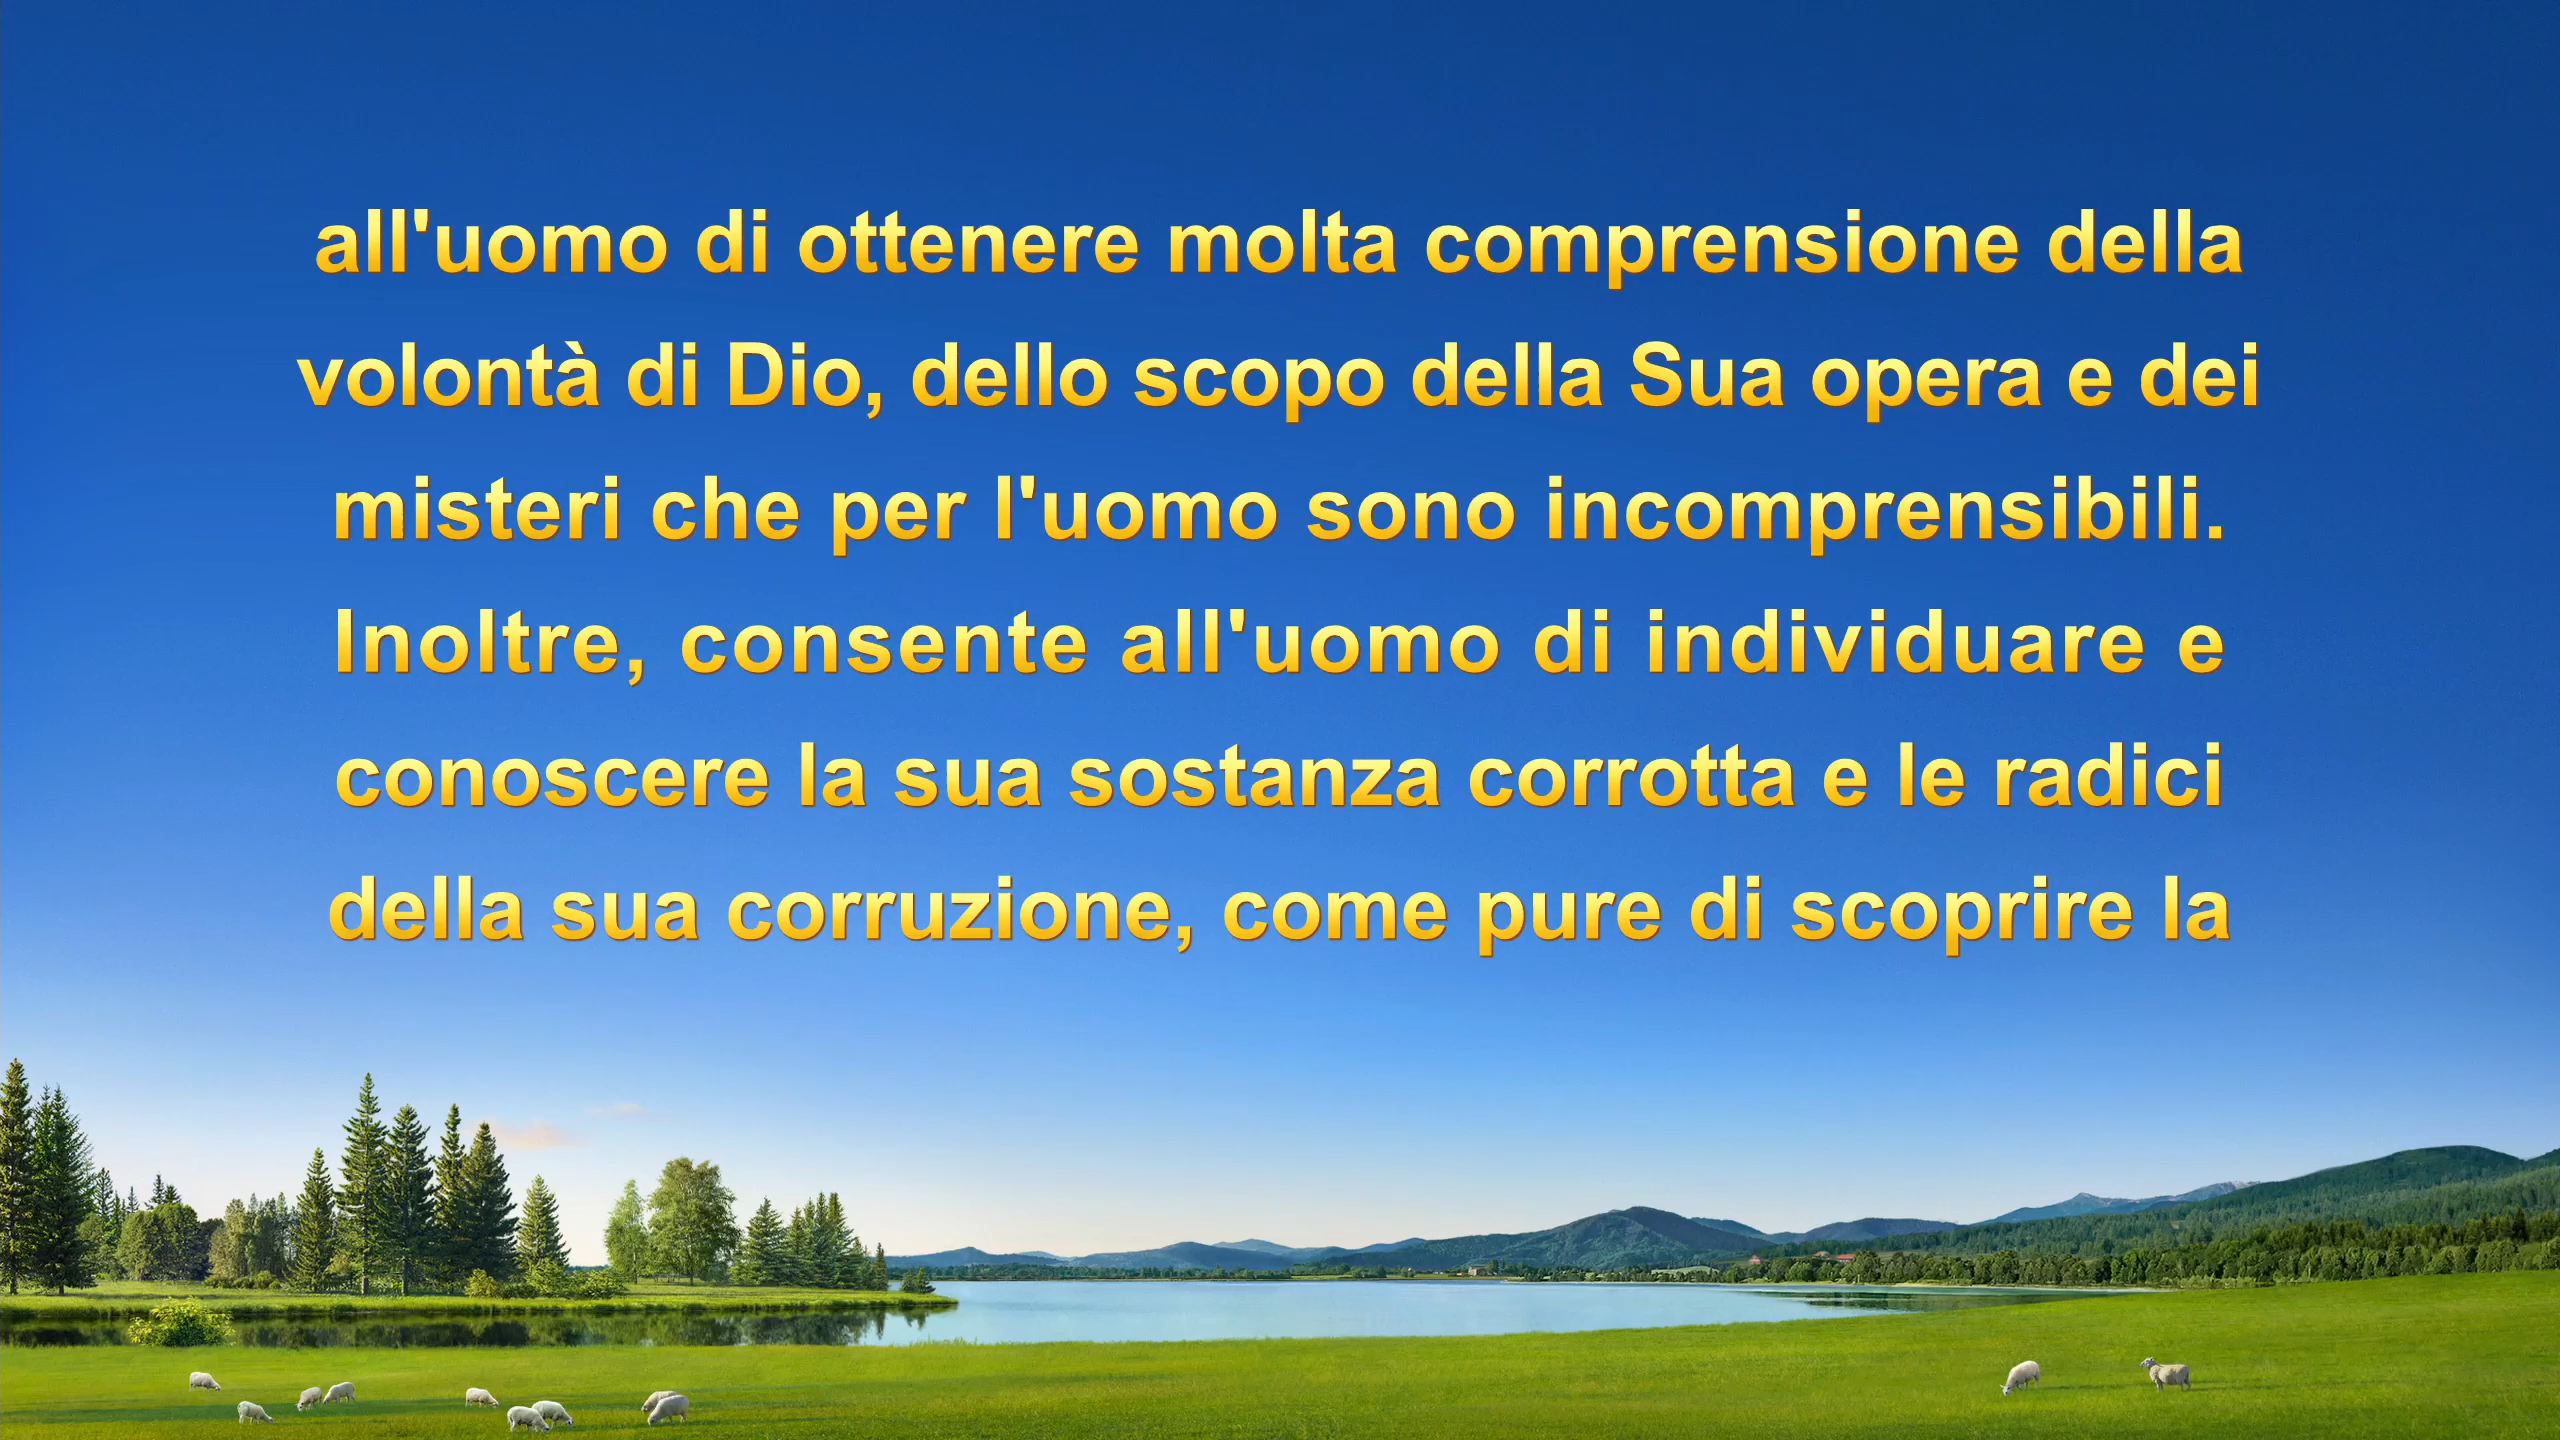 all'uomo di ottenere molta comprensione della
volontà di Dio, dello scopo della Sua opera e dei
misteri che per l'uomo sono incomprensibili.
Inoltre, consente all'uomo di individuare e
conoscere la sua sostanza corrotta e le radici
della sua corruzione, come pure di scoprire la